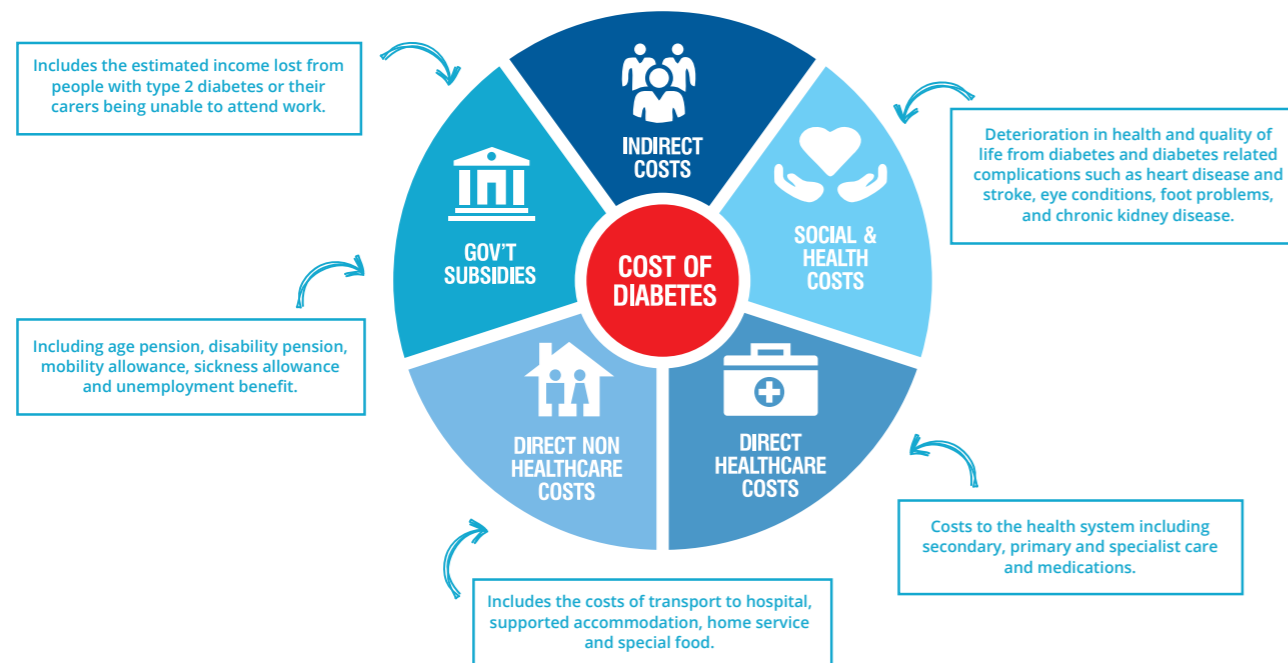 Includes the estimated income lost from
people with type 2 diabetes or their
carers being unable to attend work.
INDIRECT
COSTS
Deterioration in health and quality of
life from diabetes and diabetes related
complications such as heart disease and
stroke, eye conditions, foot problems,
and chronic kidney disease.
SOCIAL &
HEALTH
COSTS
GOV'T
SUBSIDIES
COST OF
DIABETES
Including age pension, disability pension,
mobility allowance, sickness allowance
and unemployment benefit.
DIRECT NON
HEALTHCARE
COSTS
DIRECT
HEALTHCARE
COSTS
Costs to the health system including
secondary, primary and specialist care
and medications.
Includes the costs of transport to hospital,
supported accommodation, home service
and special food.